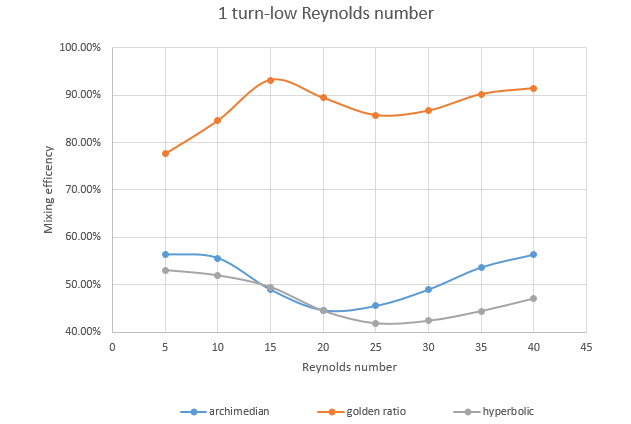 1 turn-low Reynolds number
100.00%
90.00%
80.00%
70.00%
60.00%
50.00%
40.00%
Mixing efficency
0 5 10 15 20 25 30 35 40 45
Reynolds number
archimedian golden ratio hyperbolic